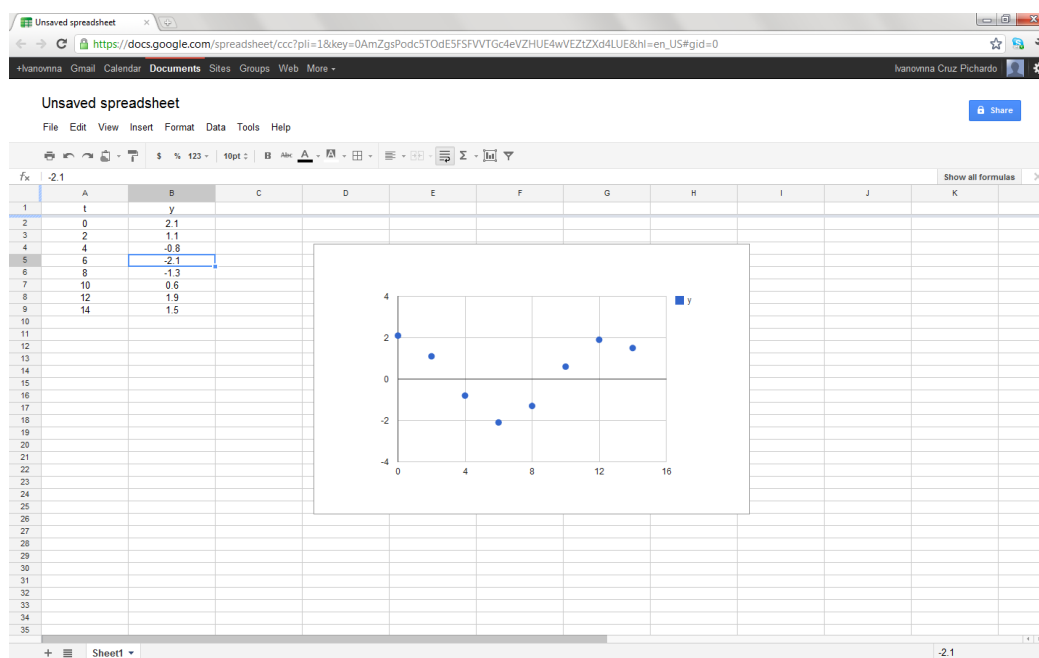 Unsaved spreadsheet
https://docs.google.com/spreadsheet/ccc?pli=1&key=0AmZgsPodc5TOdE5FSFVVTGc4eVZHUE4wVEZtZXd4LUE&hl=en_US#gid=0
+Ivanovnna Gmail Calendar Documents Sites Groups Web More Ivanovnna Cruz Pichardo
Unsaved spreadsheet
Share
File Edit View Insert Format Data Tools Help
$ % 123 10pt B Abc A A Σ
fx -2.1 Show all formulas
A B C D E F G H I J K
1 t y
2 0 2.1
3 2 1.1
4 4 -0.8
5 6 -2.1
6 8 -1.3
7 10 0.6
8 12 1.9
9 14 1.5
10
11
12
13
14
15
16
17
18
19
20
21
22
23
24
25
26
27
28
29
30
31
32
33
34
35
4
2
0
-2
-4
0 4 8 12 16
y
Sheet1 -2.1